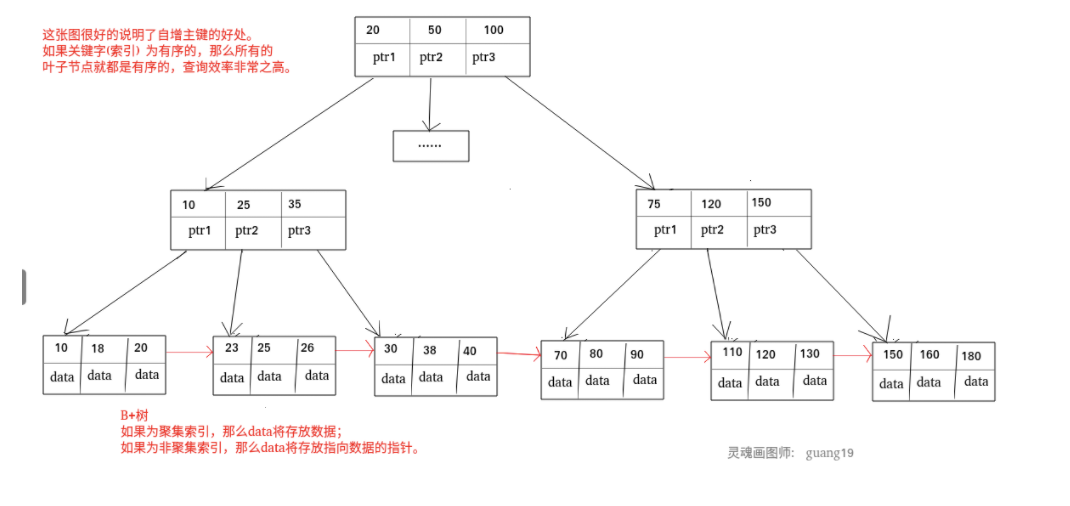 这张图很好的说明了自增主键的好处。
如果关键字(索引) 为有序的，那么所有的
叶子节点就都是有序的，查询效率非常之高。
20 50 100
ptr1 ptr2 ptr3
······
10 25 35
ptr1 ptr2 ptr3
75 120 150
ptr1 ptr2 ptr3
10 18 20
data data data
23 25 26
data data data
30 38 40
data data data
70 80 90
data data data
110 120 130
data data data
150 160 180
data data data
B+树
如果为聚集索引，那么data将存放数据；
如果为非聚集索引，那么data将存放指向数据的指针。
灵魂画图师: guang19